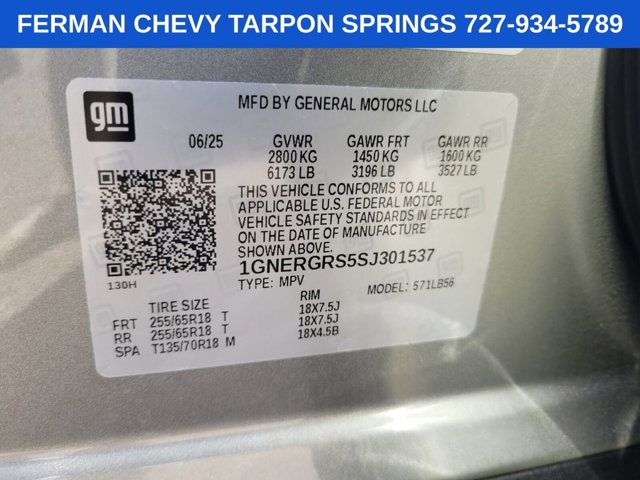 FERMAN CHEVY TARPON SPRINGS 727-934-5789
gm
MFD BY GENERAL MOTORS LLC
06/25 GVWR GAWR FRT GAWR RR
2800 KG 1450 KG 1600 KG
6173 LB 3196 LB 3527 LB
THIS VEHICLE CONFORMS TO ALL
APPLICABLE U.S. FEDERAL MOTOR
VEHICLE SAFETY STANDARDS IN EFFECT
ON THE DATE OF MANUFACTURE
SHOWN ABOVE.
1GNERGRS5SJ301537
130H
TYPE: MPV MODEL: 571LB56
TIRE SIZE RIM
FRT 255/65R18 T 18X7.5J
RR 255/65R18 T 18X7.5J
SPA T135/70R18 M 18X4.5B